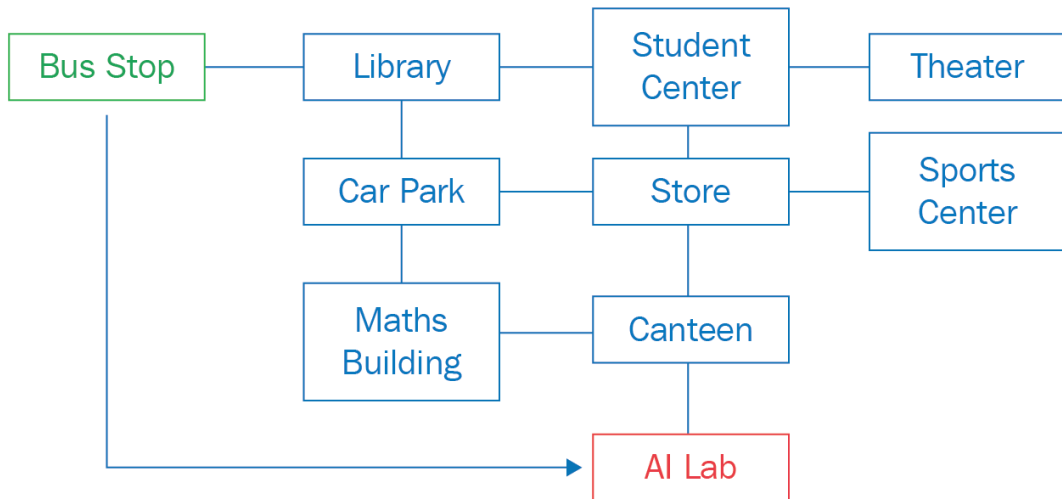 Bus Stop
Library
Student
Center
Theater
Car Park
Store
Sports
Center
Maths
Building
Canteen
AI Lab